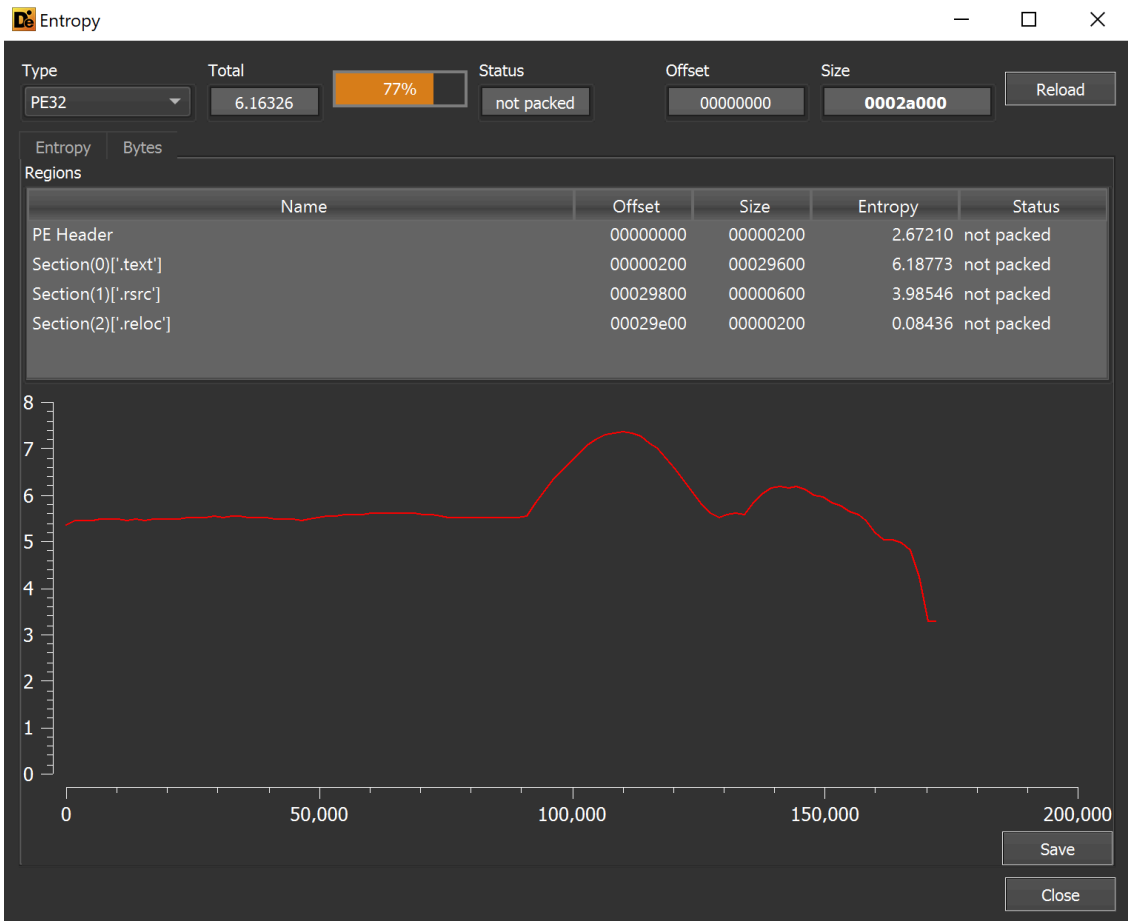 Entropy
Type Total Status Offset Size
PE32 6.16326 77% not packed 00000000 0002a000 Reload
Entropy Bytes
Regions
Name Offset Size Entropy Status
PE Header 00000000 00000200 2.67210 not packed
Section(0)['.text'] 00000200 00029600 6.18773 not packed
Section(1)['.rsrc'] 00029800 00000600 3.98546 not packed
Section(2)['.reloc'] 00029e00 00000200 0.08436 not packed
8
7
6
5
4
3
2
1
0
0 50,000 100,000 150,000 200,000
Save
Close